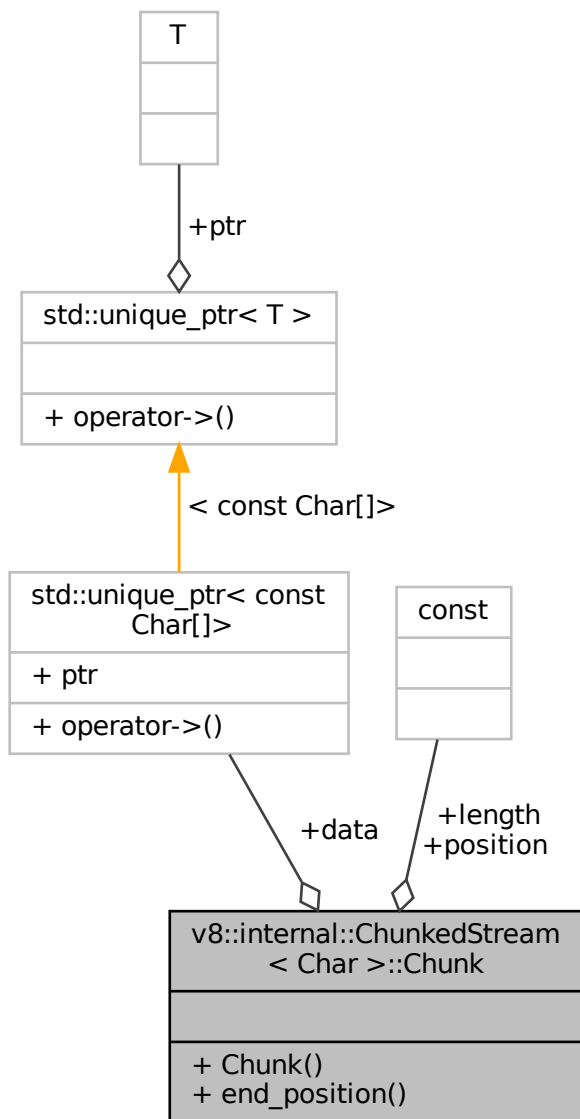 T
+ptr
std::unique_ptr< T >
+ operator->()
< const Char[]>
std::unique_ptr< const
Char[]>
+ ptr
+ operator->()
const
+data
+length
+position
v8::internal::ChunkedStream
< Char >::Chunk
+ Chunk()
+ end_position()